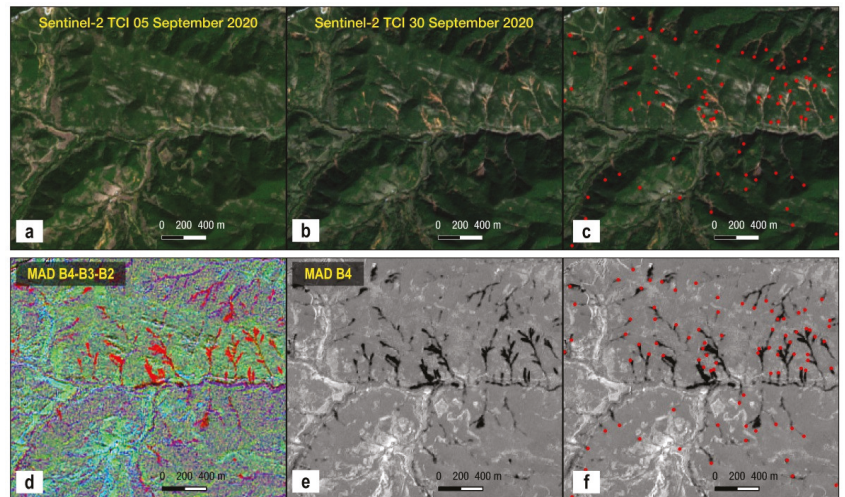 Sentinel-2 TCI 05 September 2020
Sentinel-2 TCI 30 September 2020
0 200 400 m
0 200 400 m
0 200 400 m
a
b
c
MAD B4-B3-B2
MAD B4
0 200 400 m
0 200 400 m
0 200 400 m
d
e
f